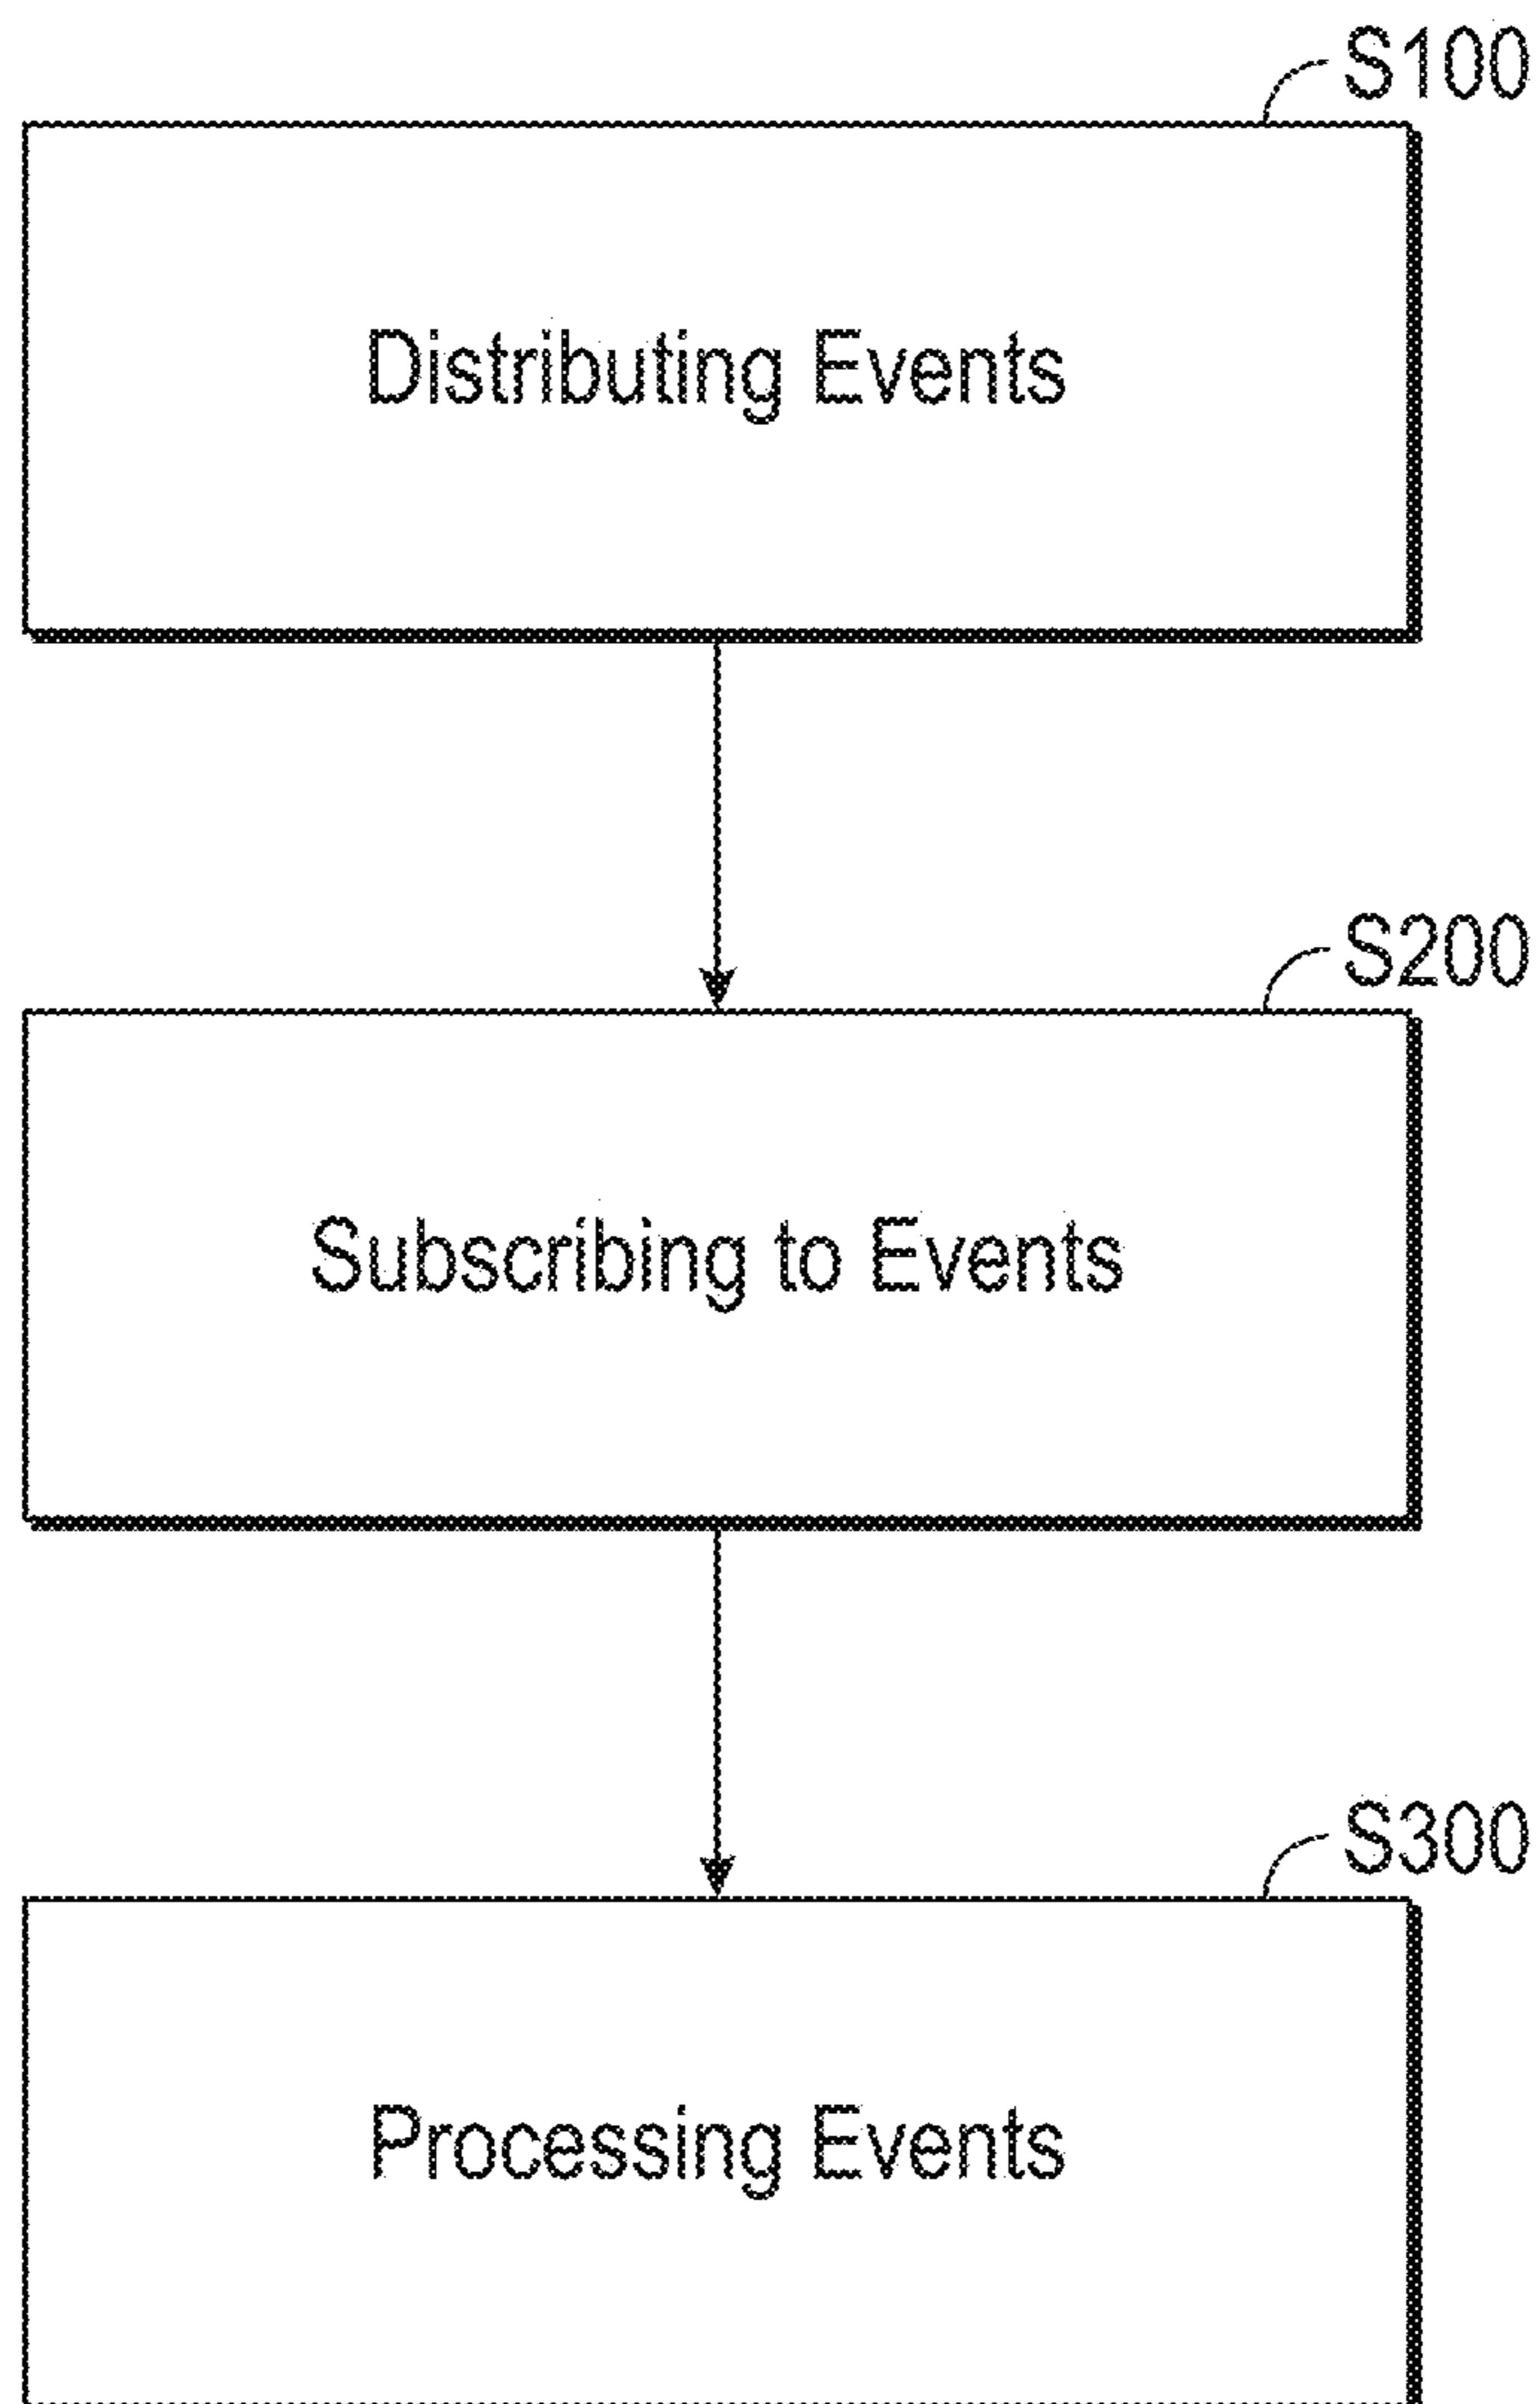 S100
Distributing Events
S200
Subscribing to Events
S300
Processing Events